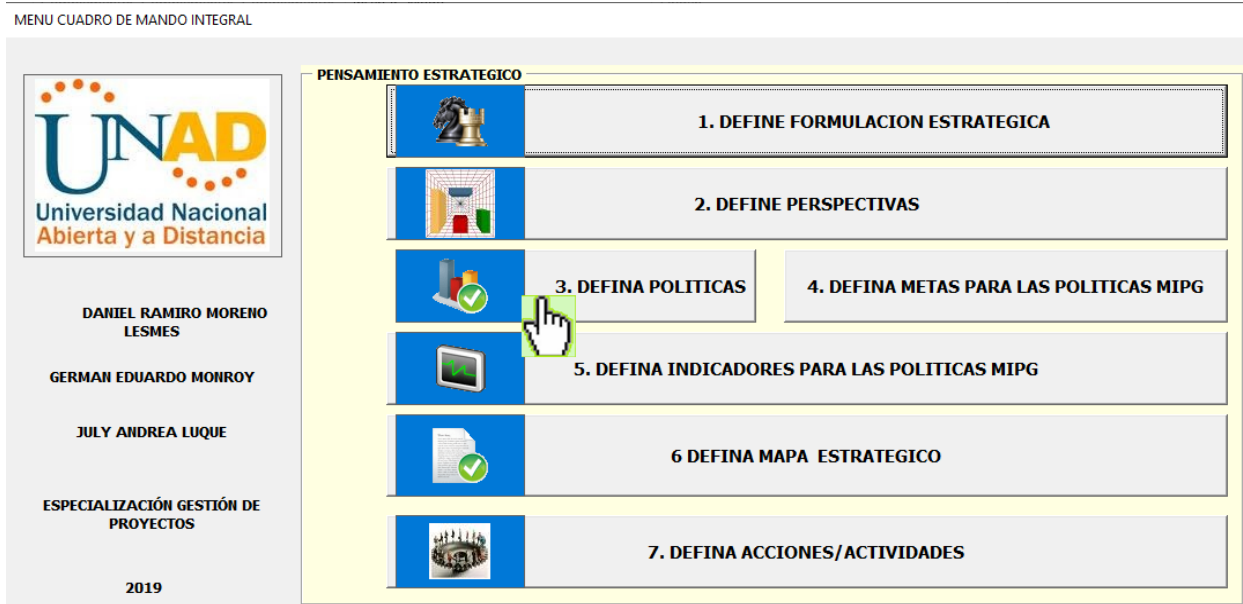 MENU CUADRO DE MANDO INTEGRAL
UNAD
Universidad Nacional
Abierta y a Distancia
DANIEL RAMIRO MORENO
LESMES
GERMAN EDUARDO MONROY
JULY ANDREA LUQUE
ESPECIALIZACIÓN GESTIÓN DE
PROYECTOS
2019
PENSAMIENTO ESTRATEGICO
1. DEFINE FORMULACION ESTRATEGICA
2. DEFINE PERSPECTIVAS
3. DEFINA POLITICAS
4. DEFINA METAS PARA LAS POLITICAS MIPG
5. DEFINA INDICADORES PARA LAS POLITICAS MIPG
6 DEFINA MAPA ESTRATEGICO
7. DEFINA ACCIONES/ACTIVIDADES